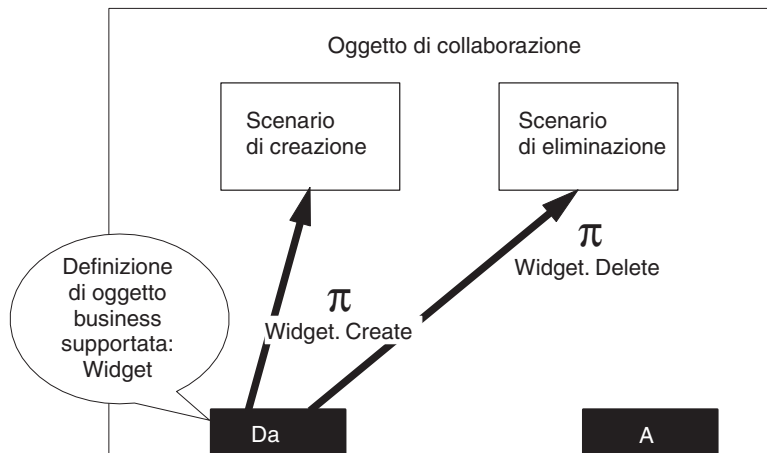 Oggetto di collaborazione
Scenario
di creazione
Scenario
di eliminazione
π
Widget. Delete
Definizione
di oggetto
business
supportata:
Widget
π
Widget. Create
Da
A